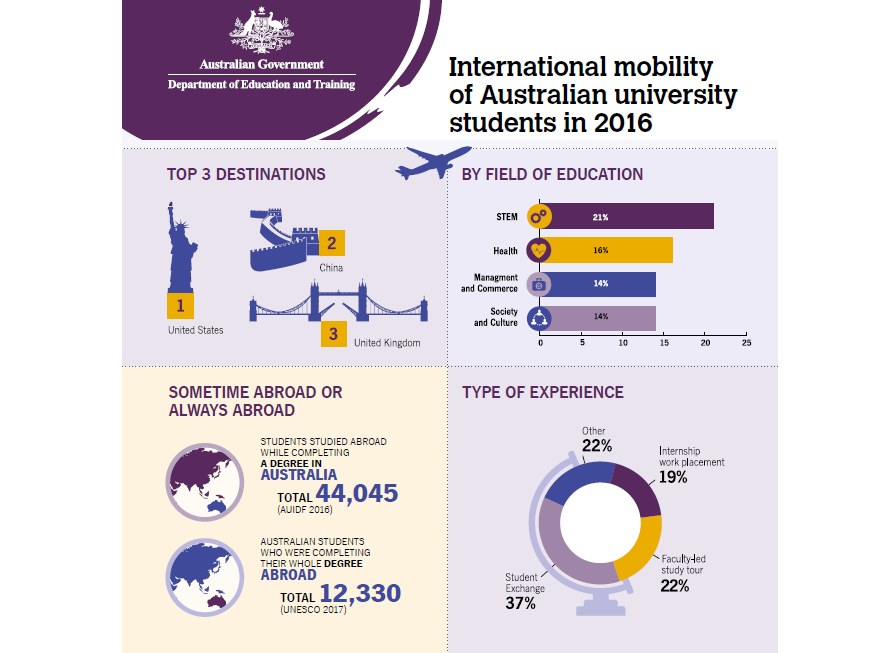 Australian Government
Department of Education and Training
International mobility
of Australian university
students in 2016
TOP 3 DESTINATIONS
1
United States
2
China
3
United Kingdom
BY FIELD OF EDUCATION
STEM
21%
Health
16%
Managment
and Commerce
14%
Society
and Culture
14%
0 5 10 15 20 25
SOMETIME ABROAD OR
ALWAYS ABROAD
STUDENTS STUDIED ABROAD
WHILE COMPLETING
A DEGREE IN
AUSTRALIA
TOTAL 44,045
(AUIDF 2016)
AUSTRALIAN STUDENTS
WHO WERE COMPLETING
THEIR WHOLE DEGREE
ABROAD
TOTAL 12,330
(UNESCO 2017)
TYPE OF EXPERIENCE
Other
22%
Internship
work placement
19%
Faculty-led
study tour
22%
Student
Exchange
37%